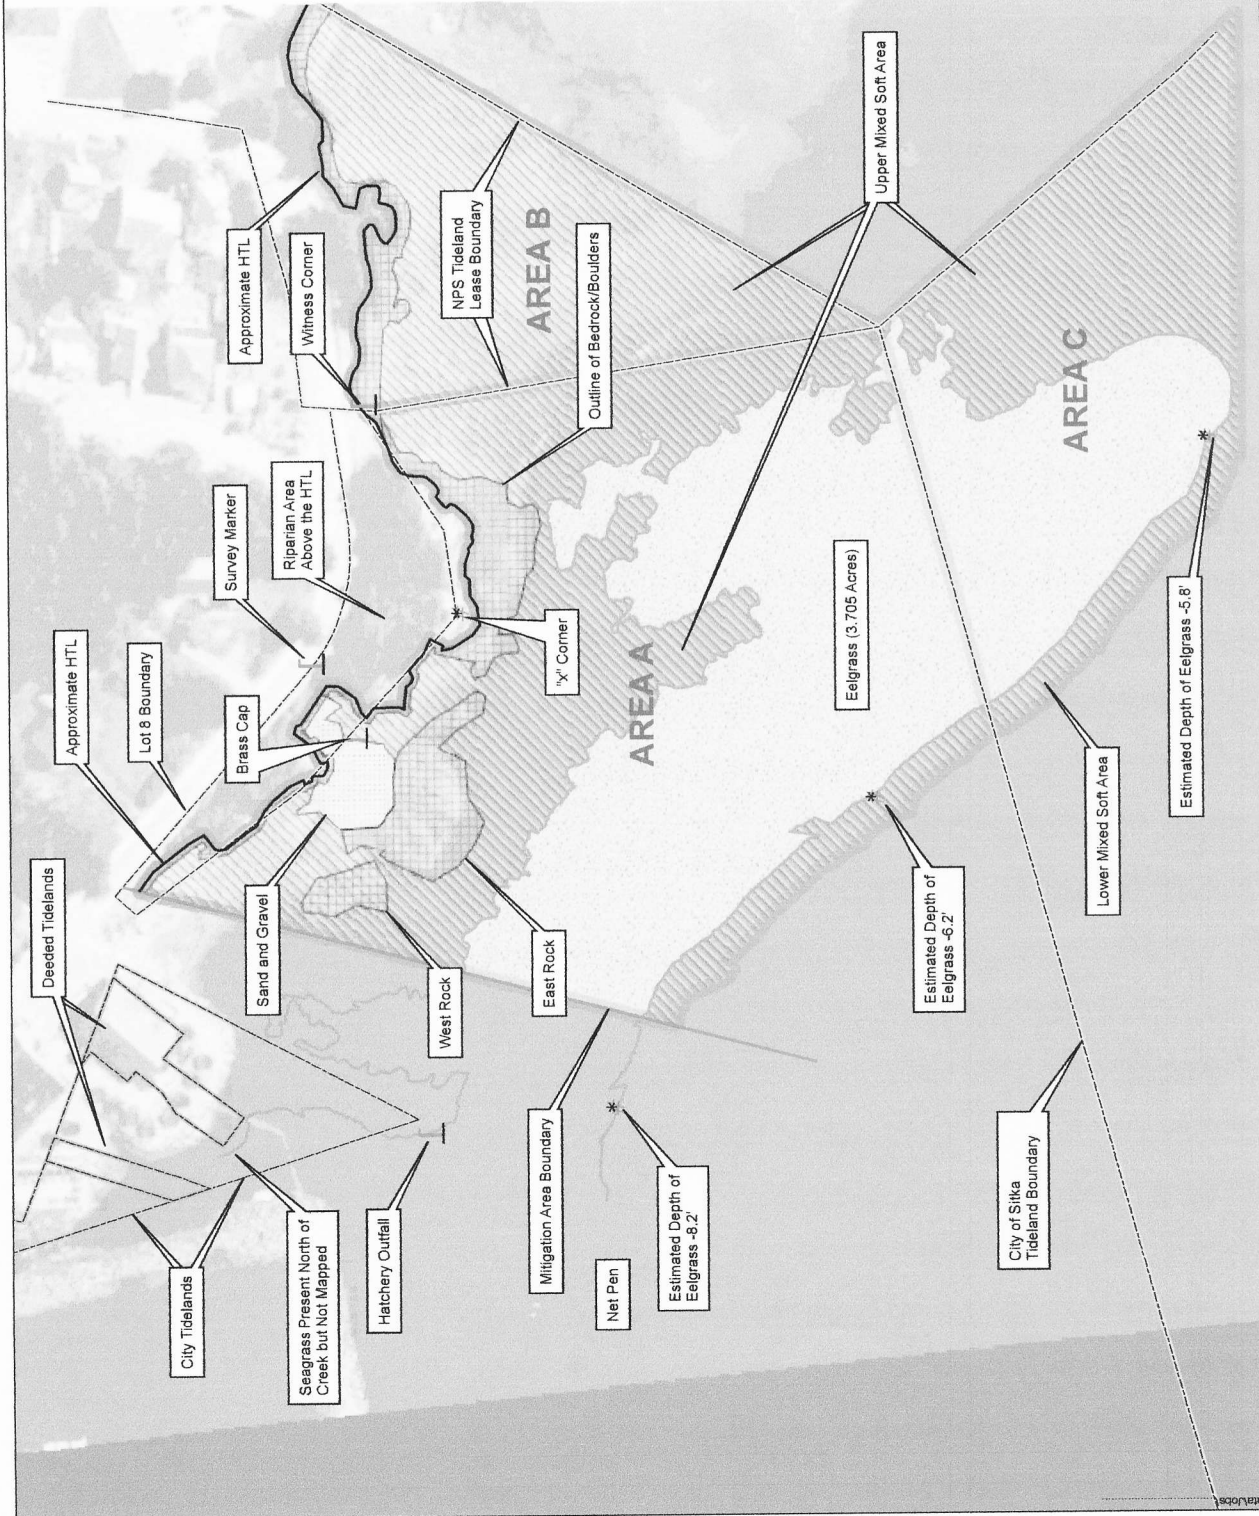 Approximate HTL
Lot 8 Boundary
Deeded Tidelands
City Tidelands
Seagrass Present North of
Creek but Not Mapped
Hatchery Outfall
Sand and Gravel
West Rock
East Rock
Brass Cap
Survey Marker
Riparian Area
Above the HTL
Approximate HTL
Witness Corner
NPS Tideland
Lease Boundary
AREA B
Outline of Bedrock/Boulders
"x" Corner
AREA A
Mitigation Area Boundary
Net Pen
Estimated Depth of
Eelgrass -8.2'
Eelgrass (3.705 Acres)
Upper Mixed Soft Area
AREA C
Estimated Depth of
Eelgrass -6.2'
Lower Mixed Soft Area
City of Sitka
Tideland Boundary
Estimated Depth of Eelgrass -5.8'